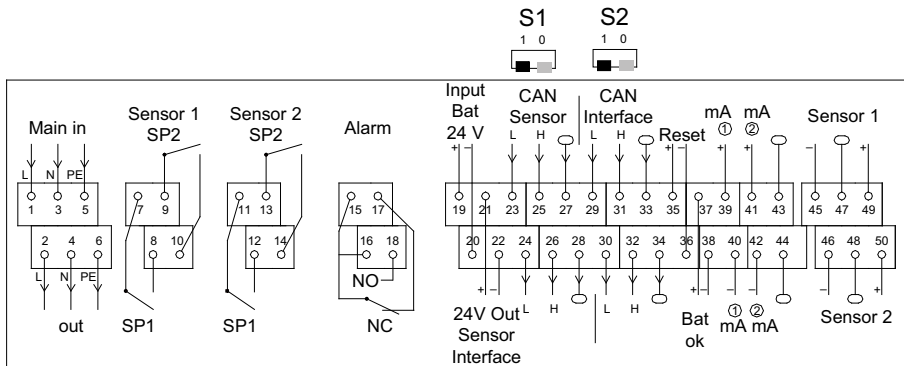 S1 S2
1 0 1 0
Input CAN CAN
Bat Sensor Interface
24 V L H L H Reset
mA mA
① ②
Sensor 1 Sensor 2 Alarm Sensor 1
SP2 SP2
Main in
L N PE
+ − + − + + − + −  +
1 3 5 7 9 11 13 15 17 19 21 23 25 27 29 31 33 35 37 39 41 43 45 47 49
2 4 6 8 10 12 14 16 18 20 22 24 26 28 30 32 34 36 38 40 42 44 46 48 50
L N PE NO
+ − L H L H + − − − +
out SP1 SP1 NC
24V Out
Sensor
Interface
Bat
ok
① ②
mA mA
Sensor 2